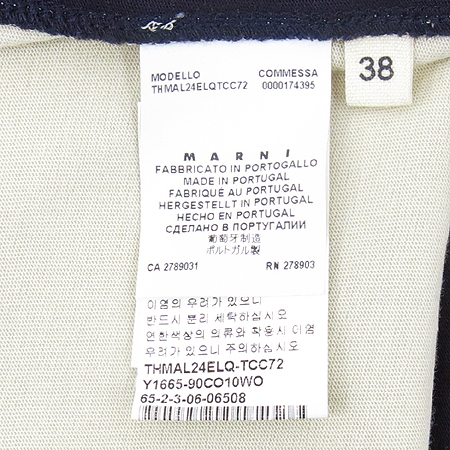 MODELLO COMMESSA
THMAL24ELQTCC72 0000174395
38
MARNI
FABBRICATO IN PORTOGALLO
MADE IN PORTUGAL
FABRIQUÉ AU PORTUGAL
HERGESTELLT IN PORTUGAL
HECHO EN PORTUGAL
СДЕЛАНО В ПОРТУГАЛИИ
葡萄牙制造
ポルトガル製
CA 2789031 RN 278903
이염의 우려가 있으니
반드시 분리 세탁하십시오
연한색상의 의류와 착용시 이염
우려가 있으니 주의하십시오
THMAL24ELQ-TCC72
Y1665-90CO10WO
65-2-3-06-06508